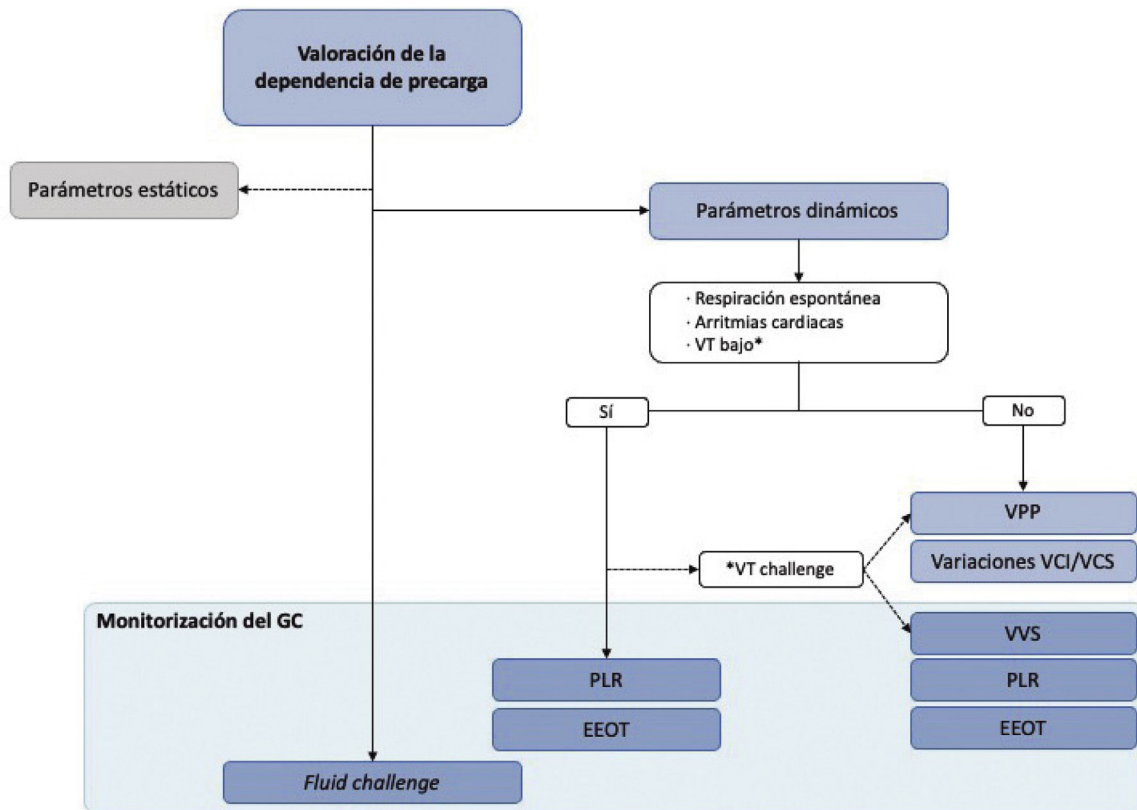 Valoración de la
dependencia de precarga
Parámetros estáticos
Parámetros dinámicos
· Respiración espontánea
· Arritmias cardiacas
· VT bajo*
Sí
No
VPP
*VT challenge
Variaciones VCI/VCS
Monitorización del GC
VVS
PLR
PLR
EEOT
EEOT
Fluid challenge